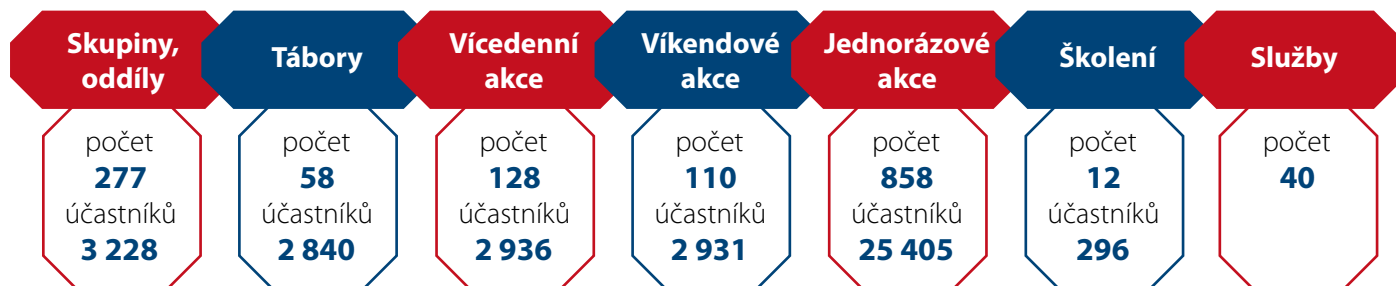 Skupiny,
oddíly
počet
277
účastníků
3 228
Tábory
počet
58
účastníků
2 840
Vícedenní
akce
počet
128
účastníků
2 936
Víkendové
akce
počet
110
účastníků
2 931
Jednorázové
akce
počet
858
účastníků
25 405
Školení
počet
12
účastníků
296
Služby
počet
40